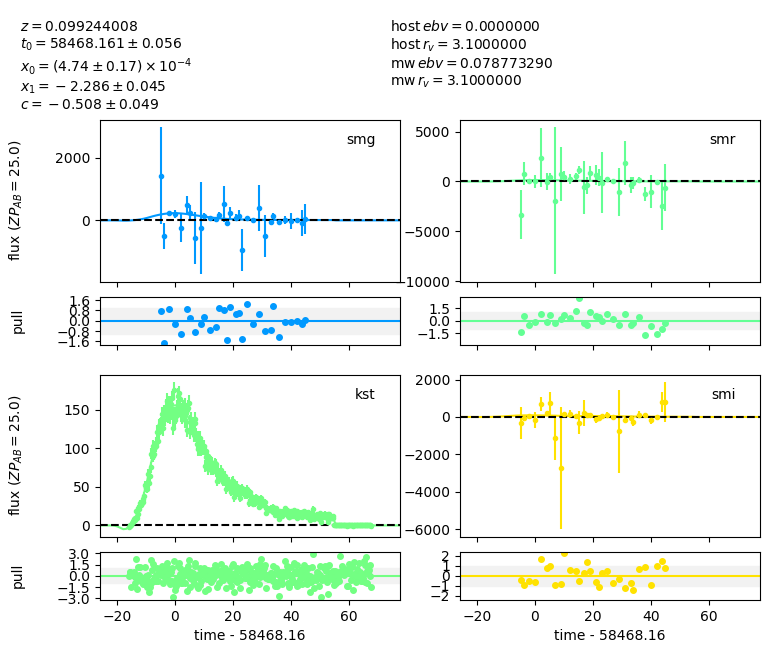 z = 0.099244008
t₀ = 58468.161 ± 0.056
x₀ = (4.74 ± 0.17) × 10⁻⁴
x₁ = −2.286 ± 0.045
c = −0.508 ± 0.049
host ebv = 0.0000000
host r_v = 3.1000000
mw ebv = 0.078773290
mw r_v = 3.1000000
flux (ZP_AB = 25.0)
2000
0
smg
5000
0
−5000
−10000
smr
pull
1.6
0.8
0.0
−0.8
−1.6
1.5
0.0
−1.5
flux (ZP_AB = 25.0)
150
100
50
0
kst
2000
0
−2000
−4000
−6000
smi
pull
3.0
1.5
0.0
−1.5
−3.0
2
1
0
−1
−2
−20 0 20 40 60
−20 0 20 40 60
time - 58468.16
time - 58468.16